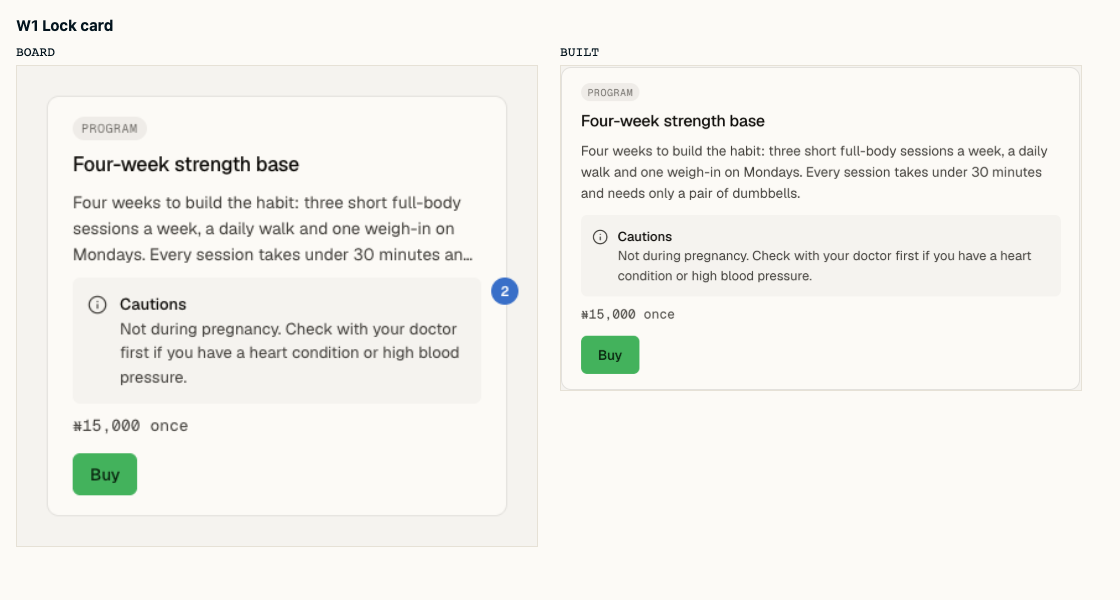 W1 Lock card
BOARD
PROGRAM
Four-week strength base
Four weeks to build the habit: three short full-body
sessions a week, a daily walk and one weigh-in on
Mondays. Every session takes under 30 minutes an...
2
Cautions
Not during pregnancy. Check with your doctor
first if you have a heart condition or high blood
pressure.
₦15,000 once
Buy
BUILT
PROGRAM
Four-week strength base
Four weeks to build the habit: three short full-body sessions a week, a daily
walk and one weigh-in on Mondays. Every session takes under 30 minutes
and needs only a pair of dumbbells.
Cautions
Not during pregnancy. Check with your doctor first if you have a heart
condition or high blood pressure.
₦15,000 once
Buy